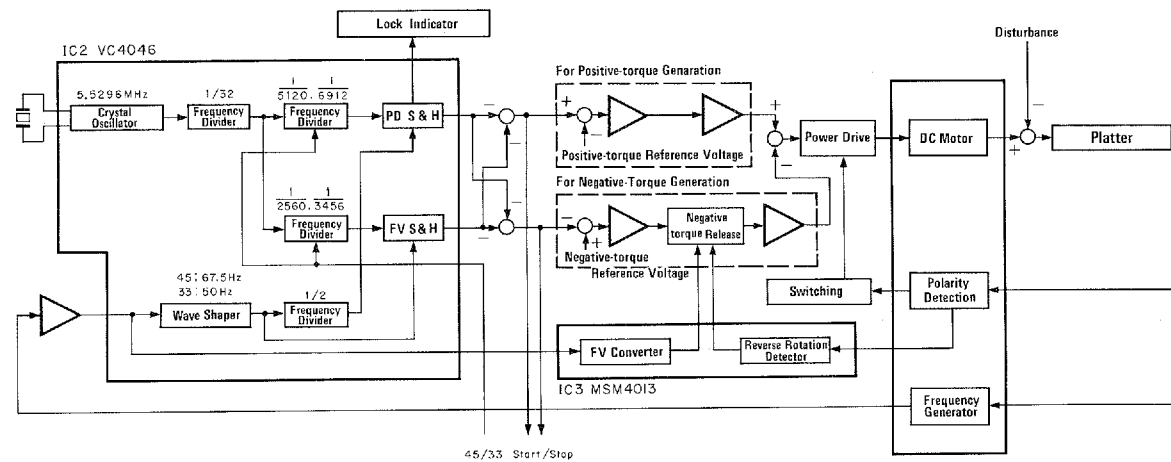 Lock Indicator
Disturbance
IC2 VC4046
For Positive-torque Genaration
5.5296MHz
Crystal
Oscillator
1/32
Frequency
Divider
1/5120, 1/6912
Frequency
Divider
PD S & H
Positive-torque Reference Voltage
Power Drive
DC Motor
Platter
For Negative-Torque Generation
1/2560, 1/3456
Frequency
Divider
FV S & H
Negative
torque Release
Negative-torque
Reference Voltage
45:67.5Hz
33:50Hz
Wave Shaper
1/2
Frequency
Divider
Switching
Polarity
Detection
FV Converter
Reverse Rotation
Detector
IC3 MSM4013
Frequency
Generator
45/33 Start/Stop